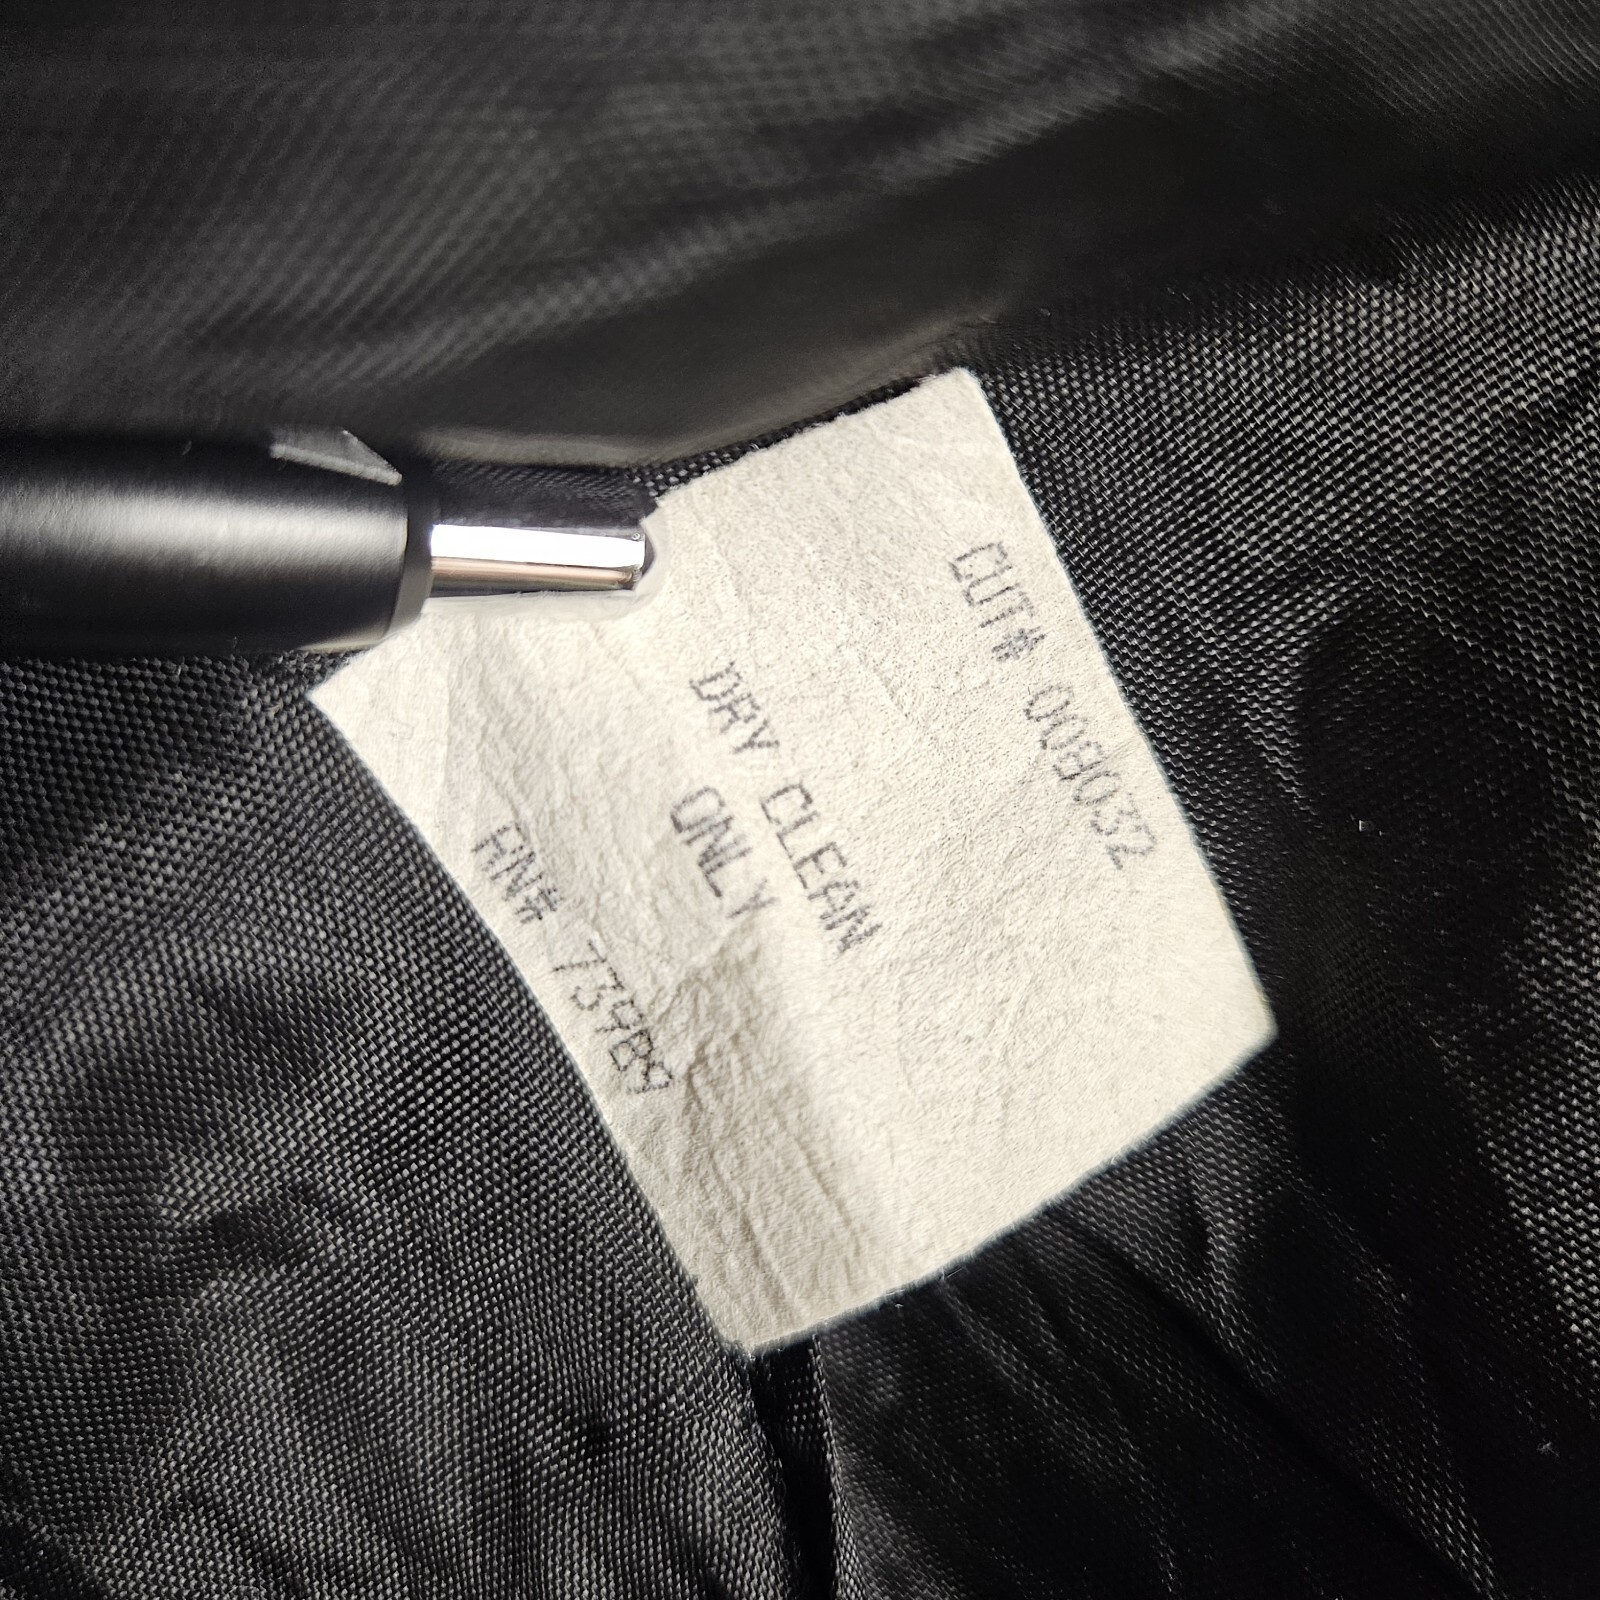 CUT# 008032
DRY CLEAN
ONLY
RN# 73989